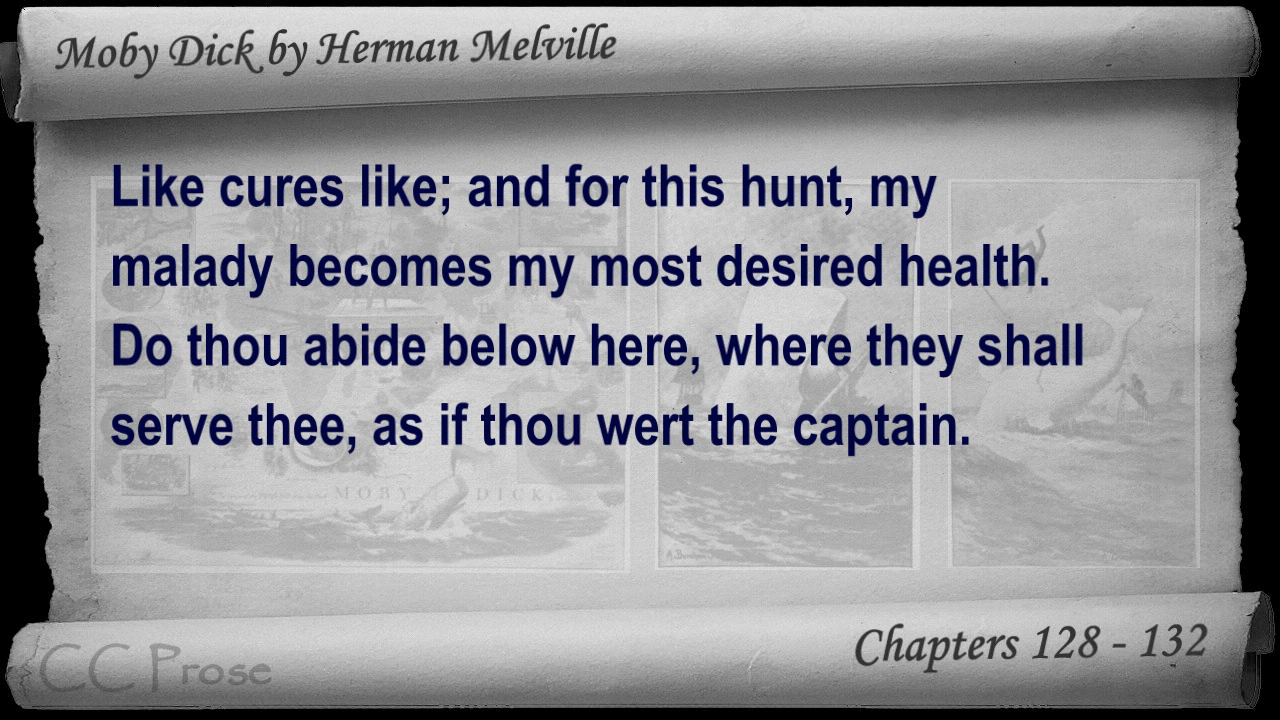 Moby Dick by Herman Melville
Like cures like; and for this hunt, my
malady becomes my most desired health.
Do thou abide below here, where they shall
serve thee, as if thou wert the captain.
MOBY DICK
Chapters 128 - 132
CC Prose